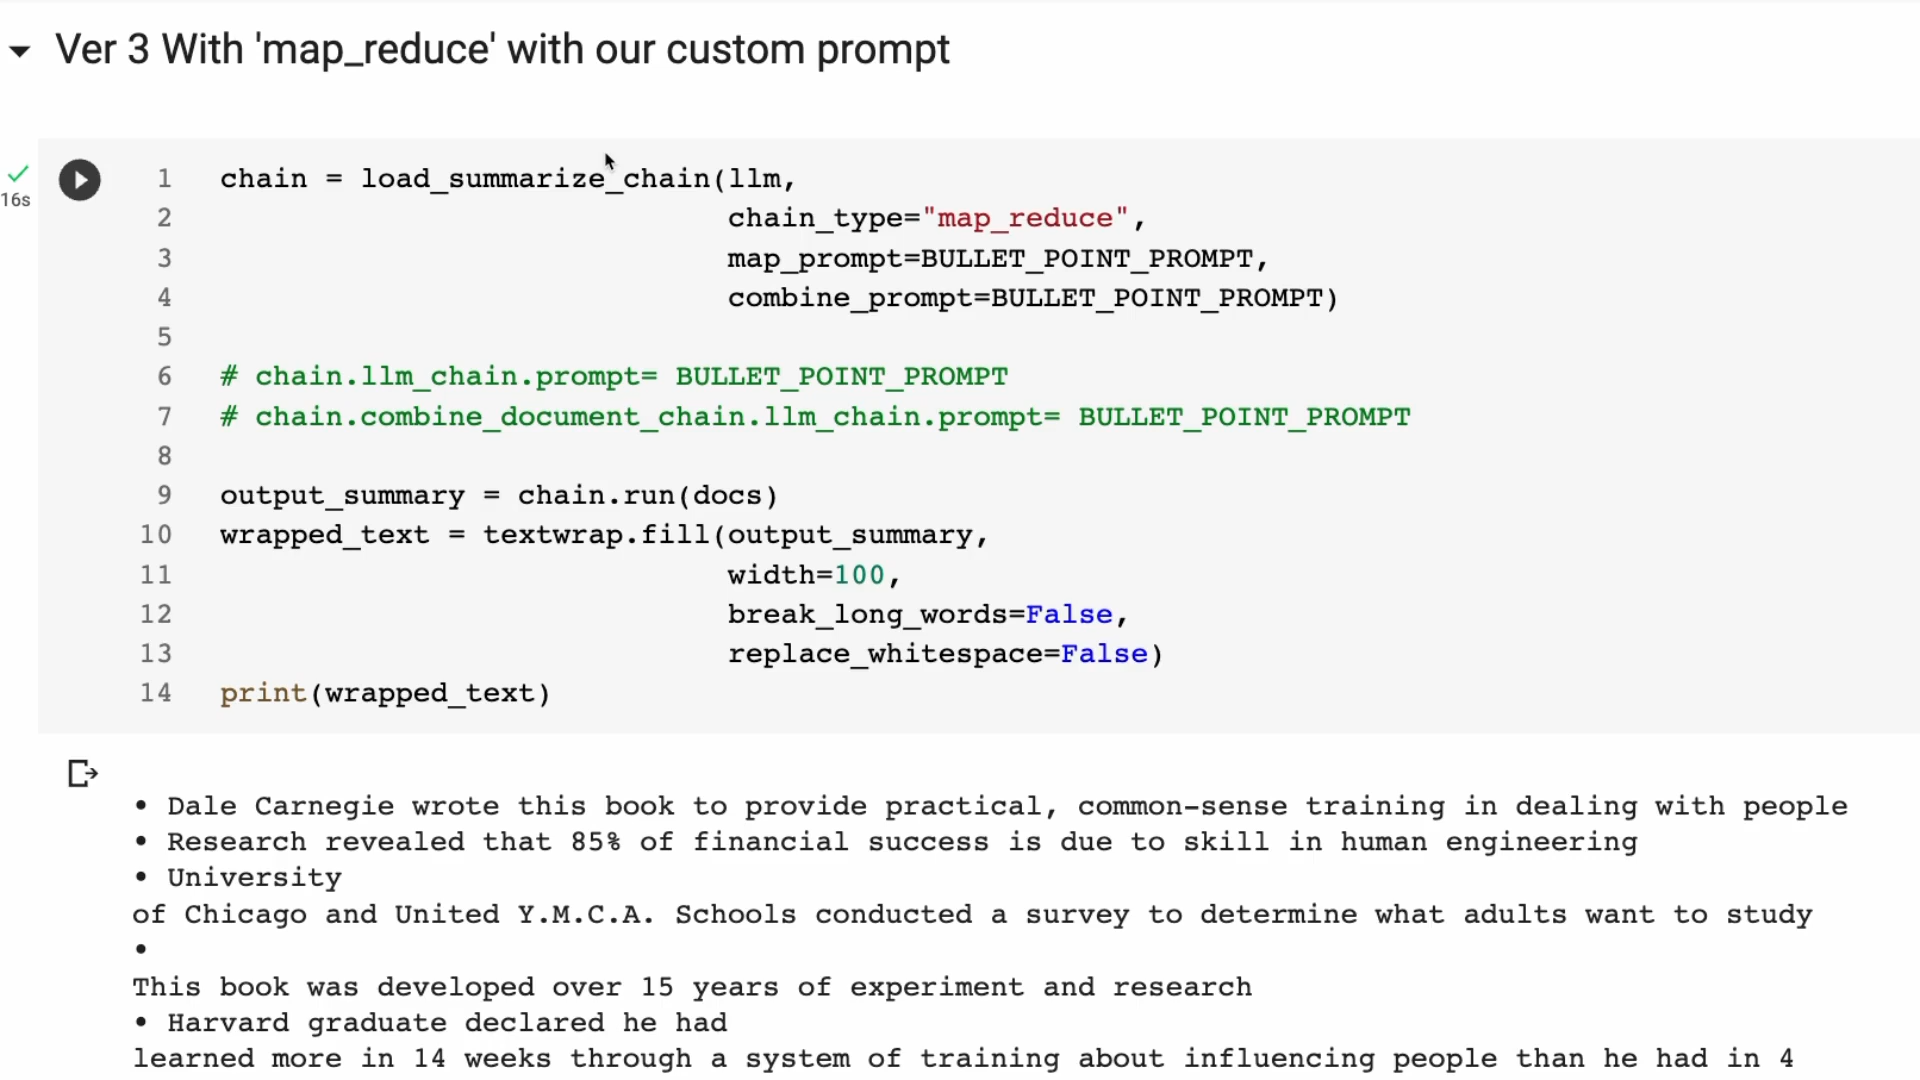 Ver 3 With 'map_reduce' with our custom prompt
16s
1 chain = load_summarize_chain(llm,
2 chain_type="map_reduce",
3 map_prompt=BULLET_POINT_PROMPT,
4 combine_prompt=BULLET_POINT_PROMPT)
5
6 # chain.llm_chain.prompt= BULLET_POINT_PROMPT
7 # chain.combine_document_chain.llm_chain.prompt= BULLET_POINT_PROMPT
8
9 output_summary = chain.run(docs)
10 wrapped_text = textwrap.fill(output_summary,
11 width=100,
12 break_long_words=False,
13 replace_whitespace=False)
14 print(wrapped_text)
• Dale Carnegie wrote this book to provide practical, common-sense training in dealing with people
• Research revealed that 85% of financial success is due to skill in human engineering
• University
of Chicago and United Y.M.C.A. Schools conducted a survey to determine what adults want to study
•
This book was developed over 15 years of experiment and research
• Harvard graduate declared he had
learned more in 14 weeks through a system of training about influencing people than he had in 4